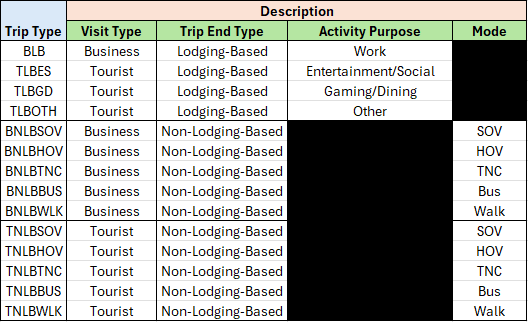 Description
Trip Type Visit Type Trip End Type Activity Purpose Mode
BLB Business Lodging-Based Work
TLBES Tourist Lodging-Based Entertainment/Social
TLBGD Tourist Lodging-Based Gaming/Dining
TLBOTH Tourist Lodging-Based Other
BNLBSOV Business Non-Lodging-Based SOV
BNLBHOV Business Non-Lodging-Based HOV
BNLBTNC Business Non-Lodging-Based TNC
BNLBBUS Business Non-Lodging-Based Bus
BNLBWLK Business Non-Lodging-Based Walk
TNLBSOV Tourist Non-Lodging-Based SOV
TNLBHOV Tourist Non-Lodging-Based HOV
TNLBTNC Tourist Non-Lodging-Based TNC
TNLBBUS Tourist Non-Lodging-Based Bus
TNLBWLK Tourist Non-Lodging-Based Walk